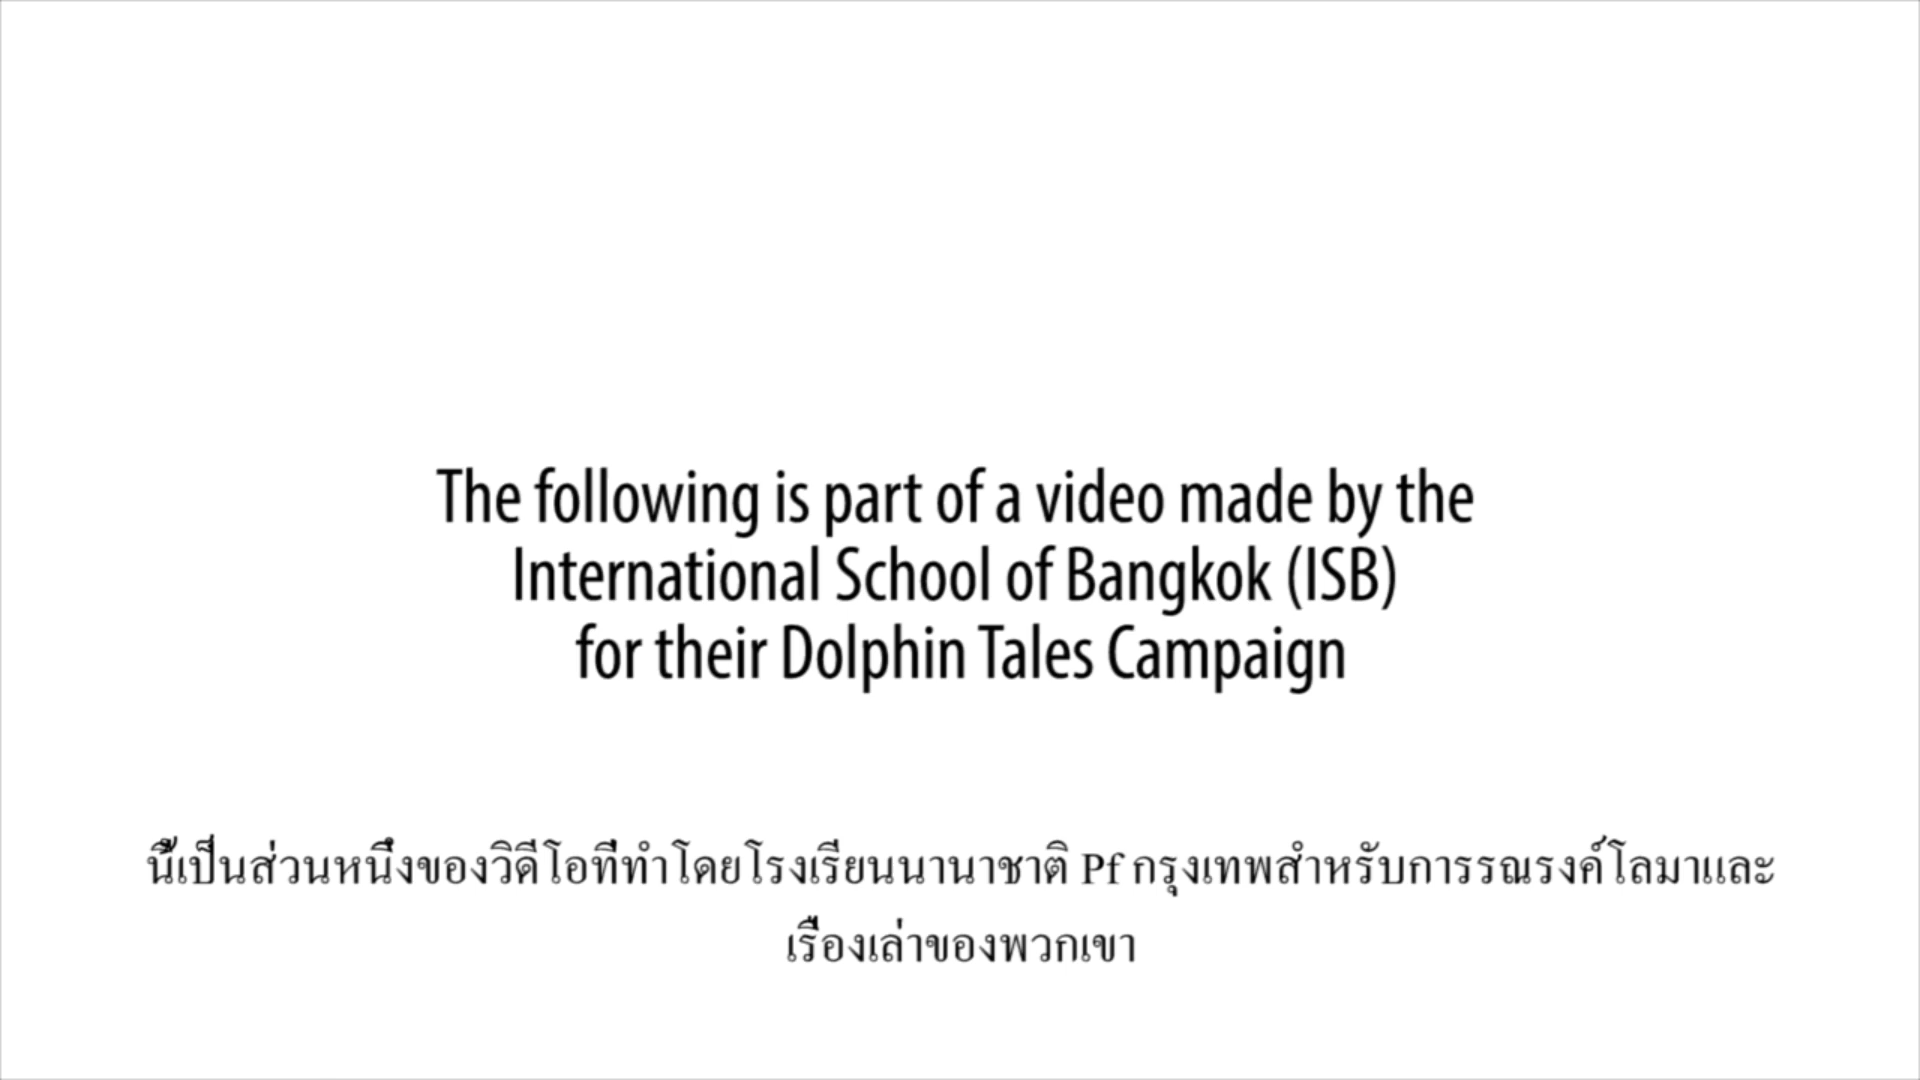 The following is part of a video made by the
International School of Bangkok (ISB)
for their Dolphin Tales Campaign
นี้เป็นส่วนหนึ่งของวิดีโอที่ทำโดยโรงเรียนนานาชาติ Pf กรุงเทพสำหรับการรณรงค์โลมาและ
เรื่องเล่าของพวกเขา